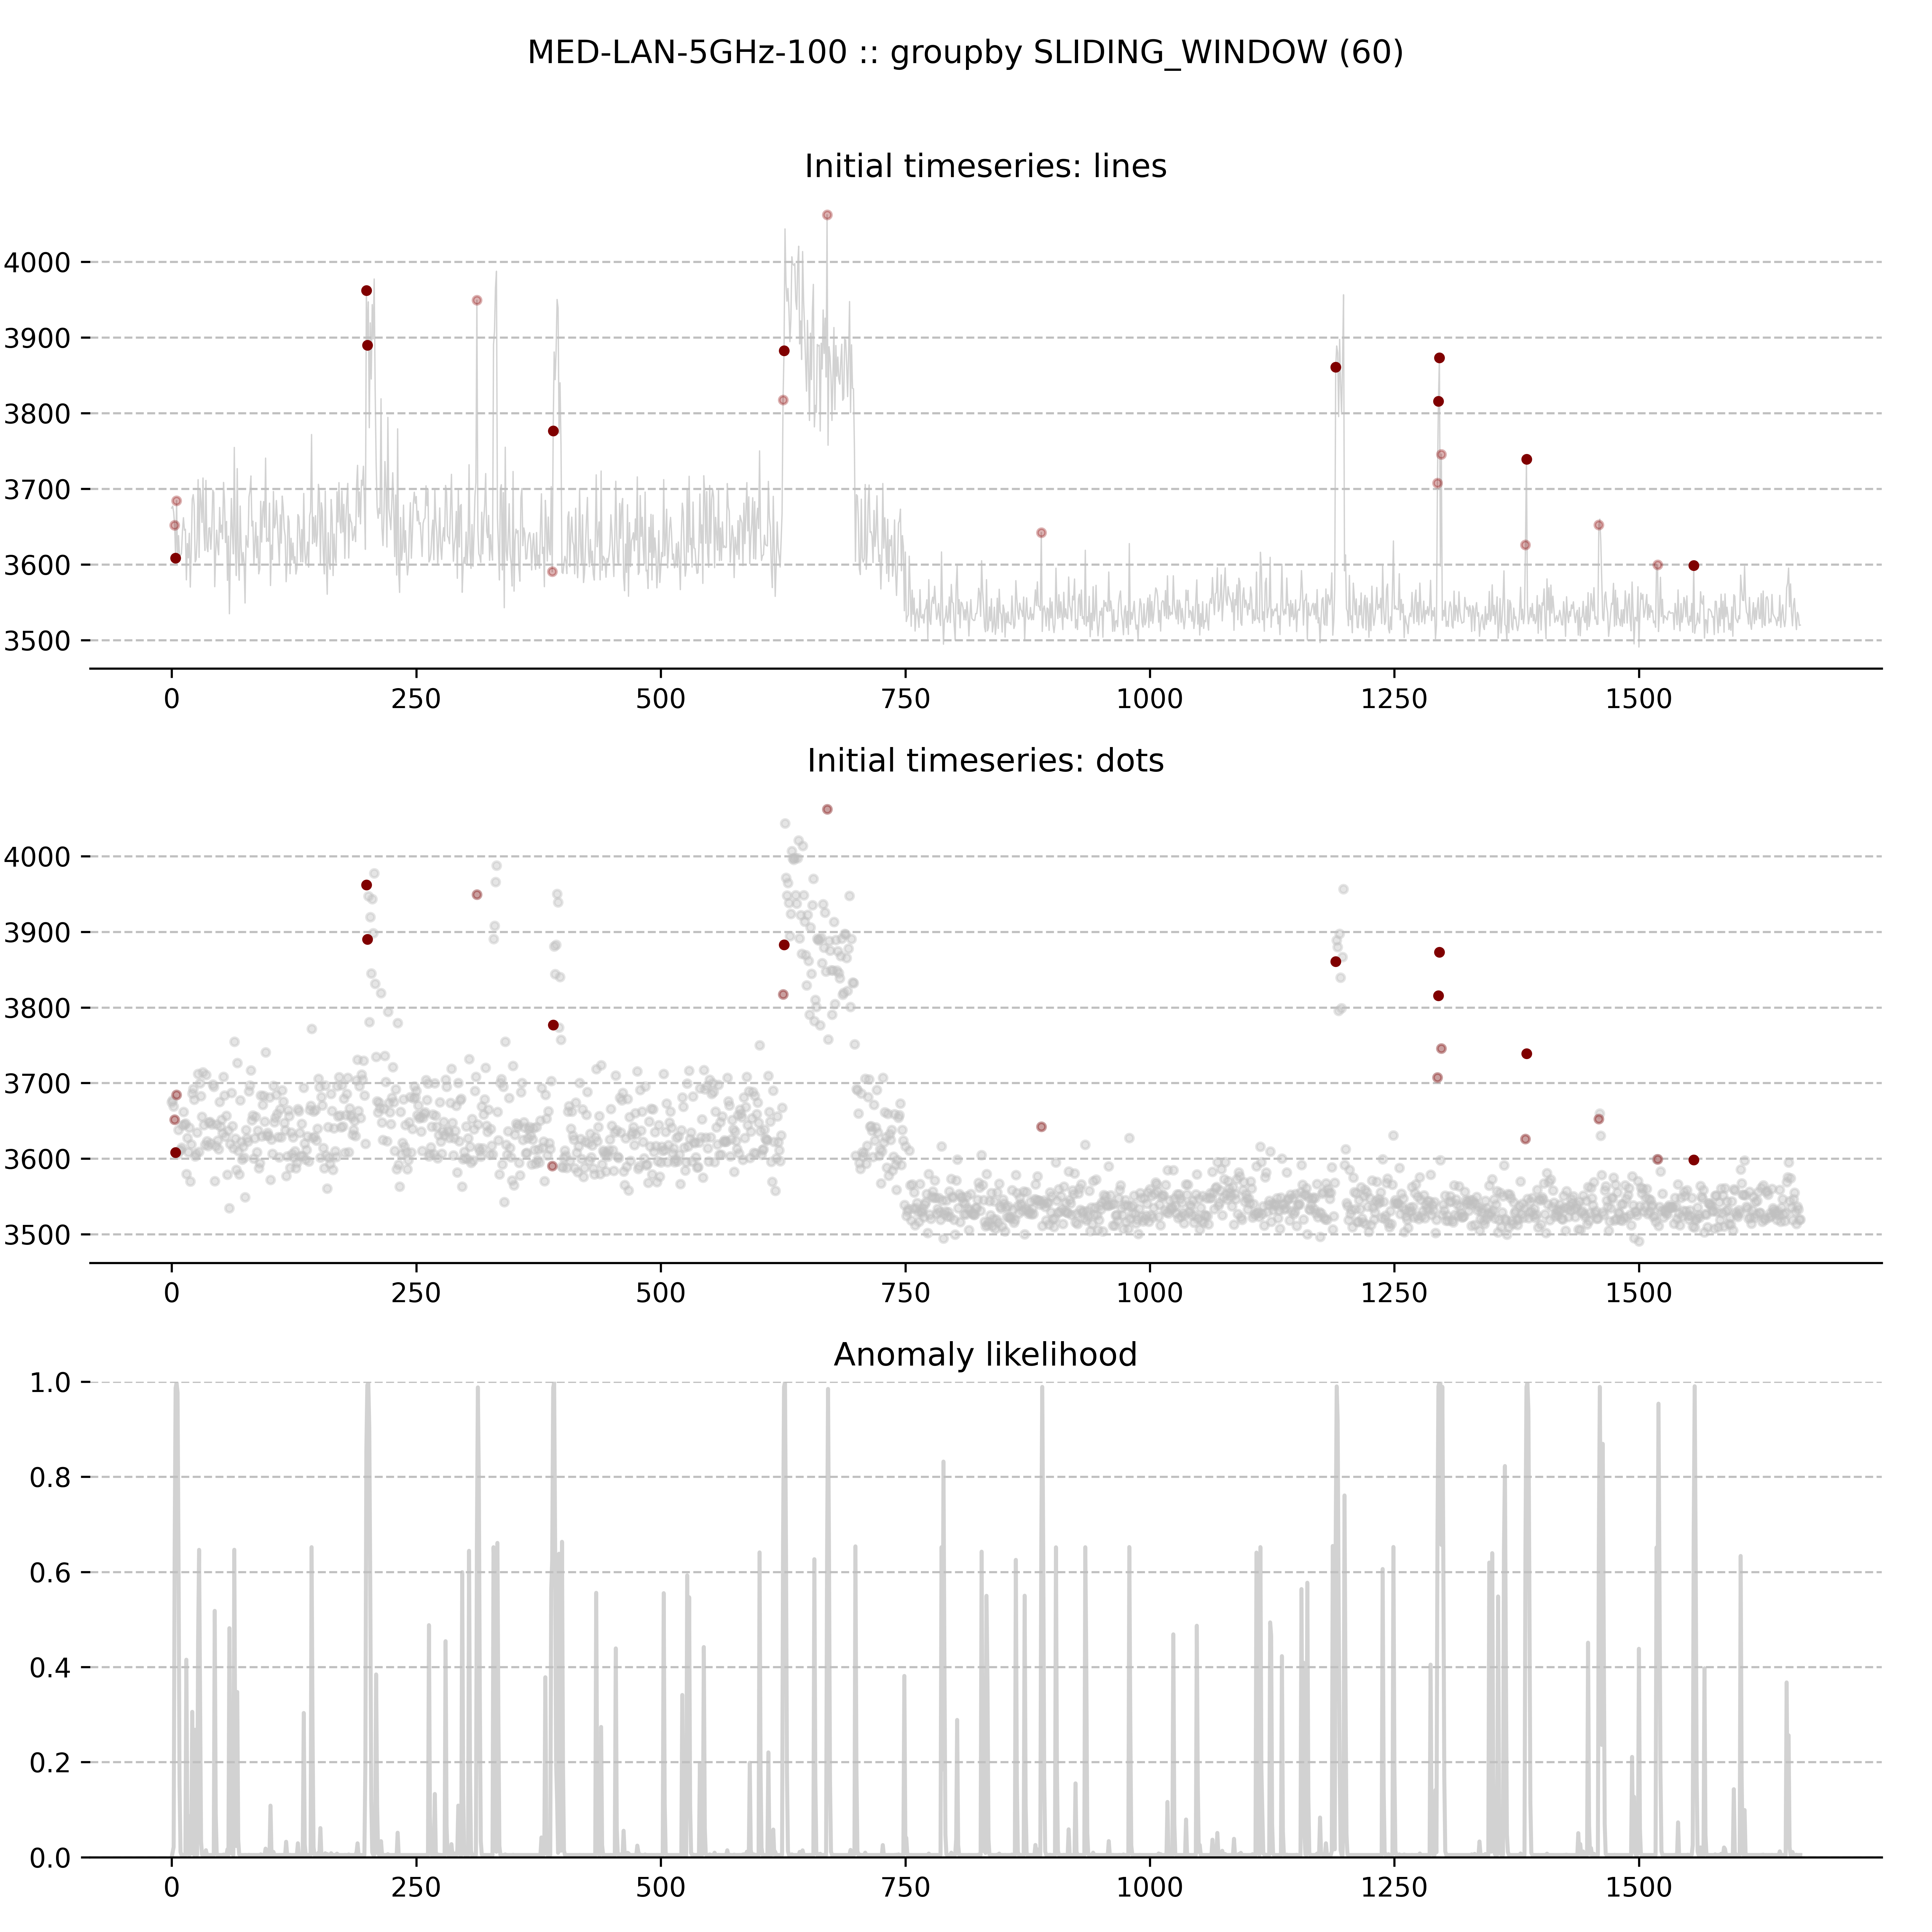 MED-LAN-5GHz-100 :: groupby SLIDING_WINDOW (60)
Initial timeseries: lines
4000
3900
3800
3700
3600
3500
0 250 500 750 1000 1250 1500
Initial timeseries: dots
4000
3900
3800
3700
3600
3500
0 250 500 750 1000 1250 1500
Anomaly likelihood
1.0
0.8
0.6
0.4
0.2
0.0
0 250 500 750 1000 1250 1500